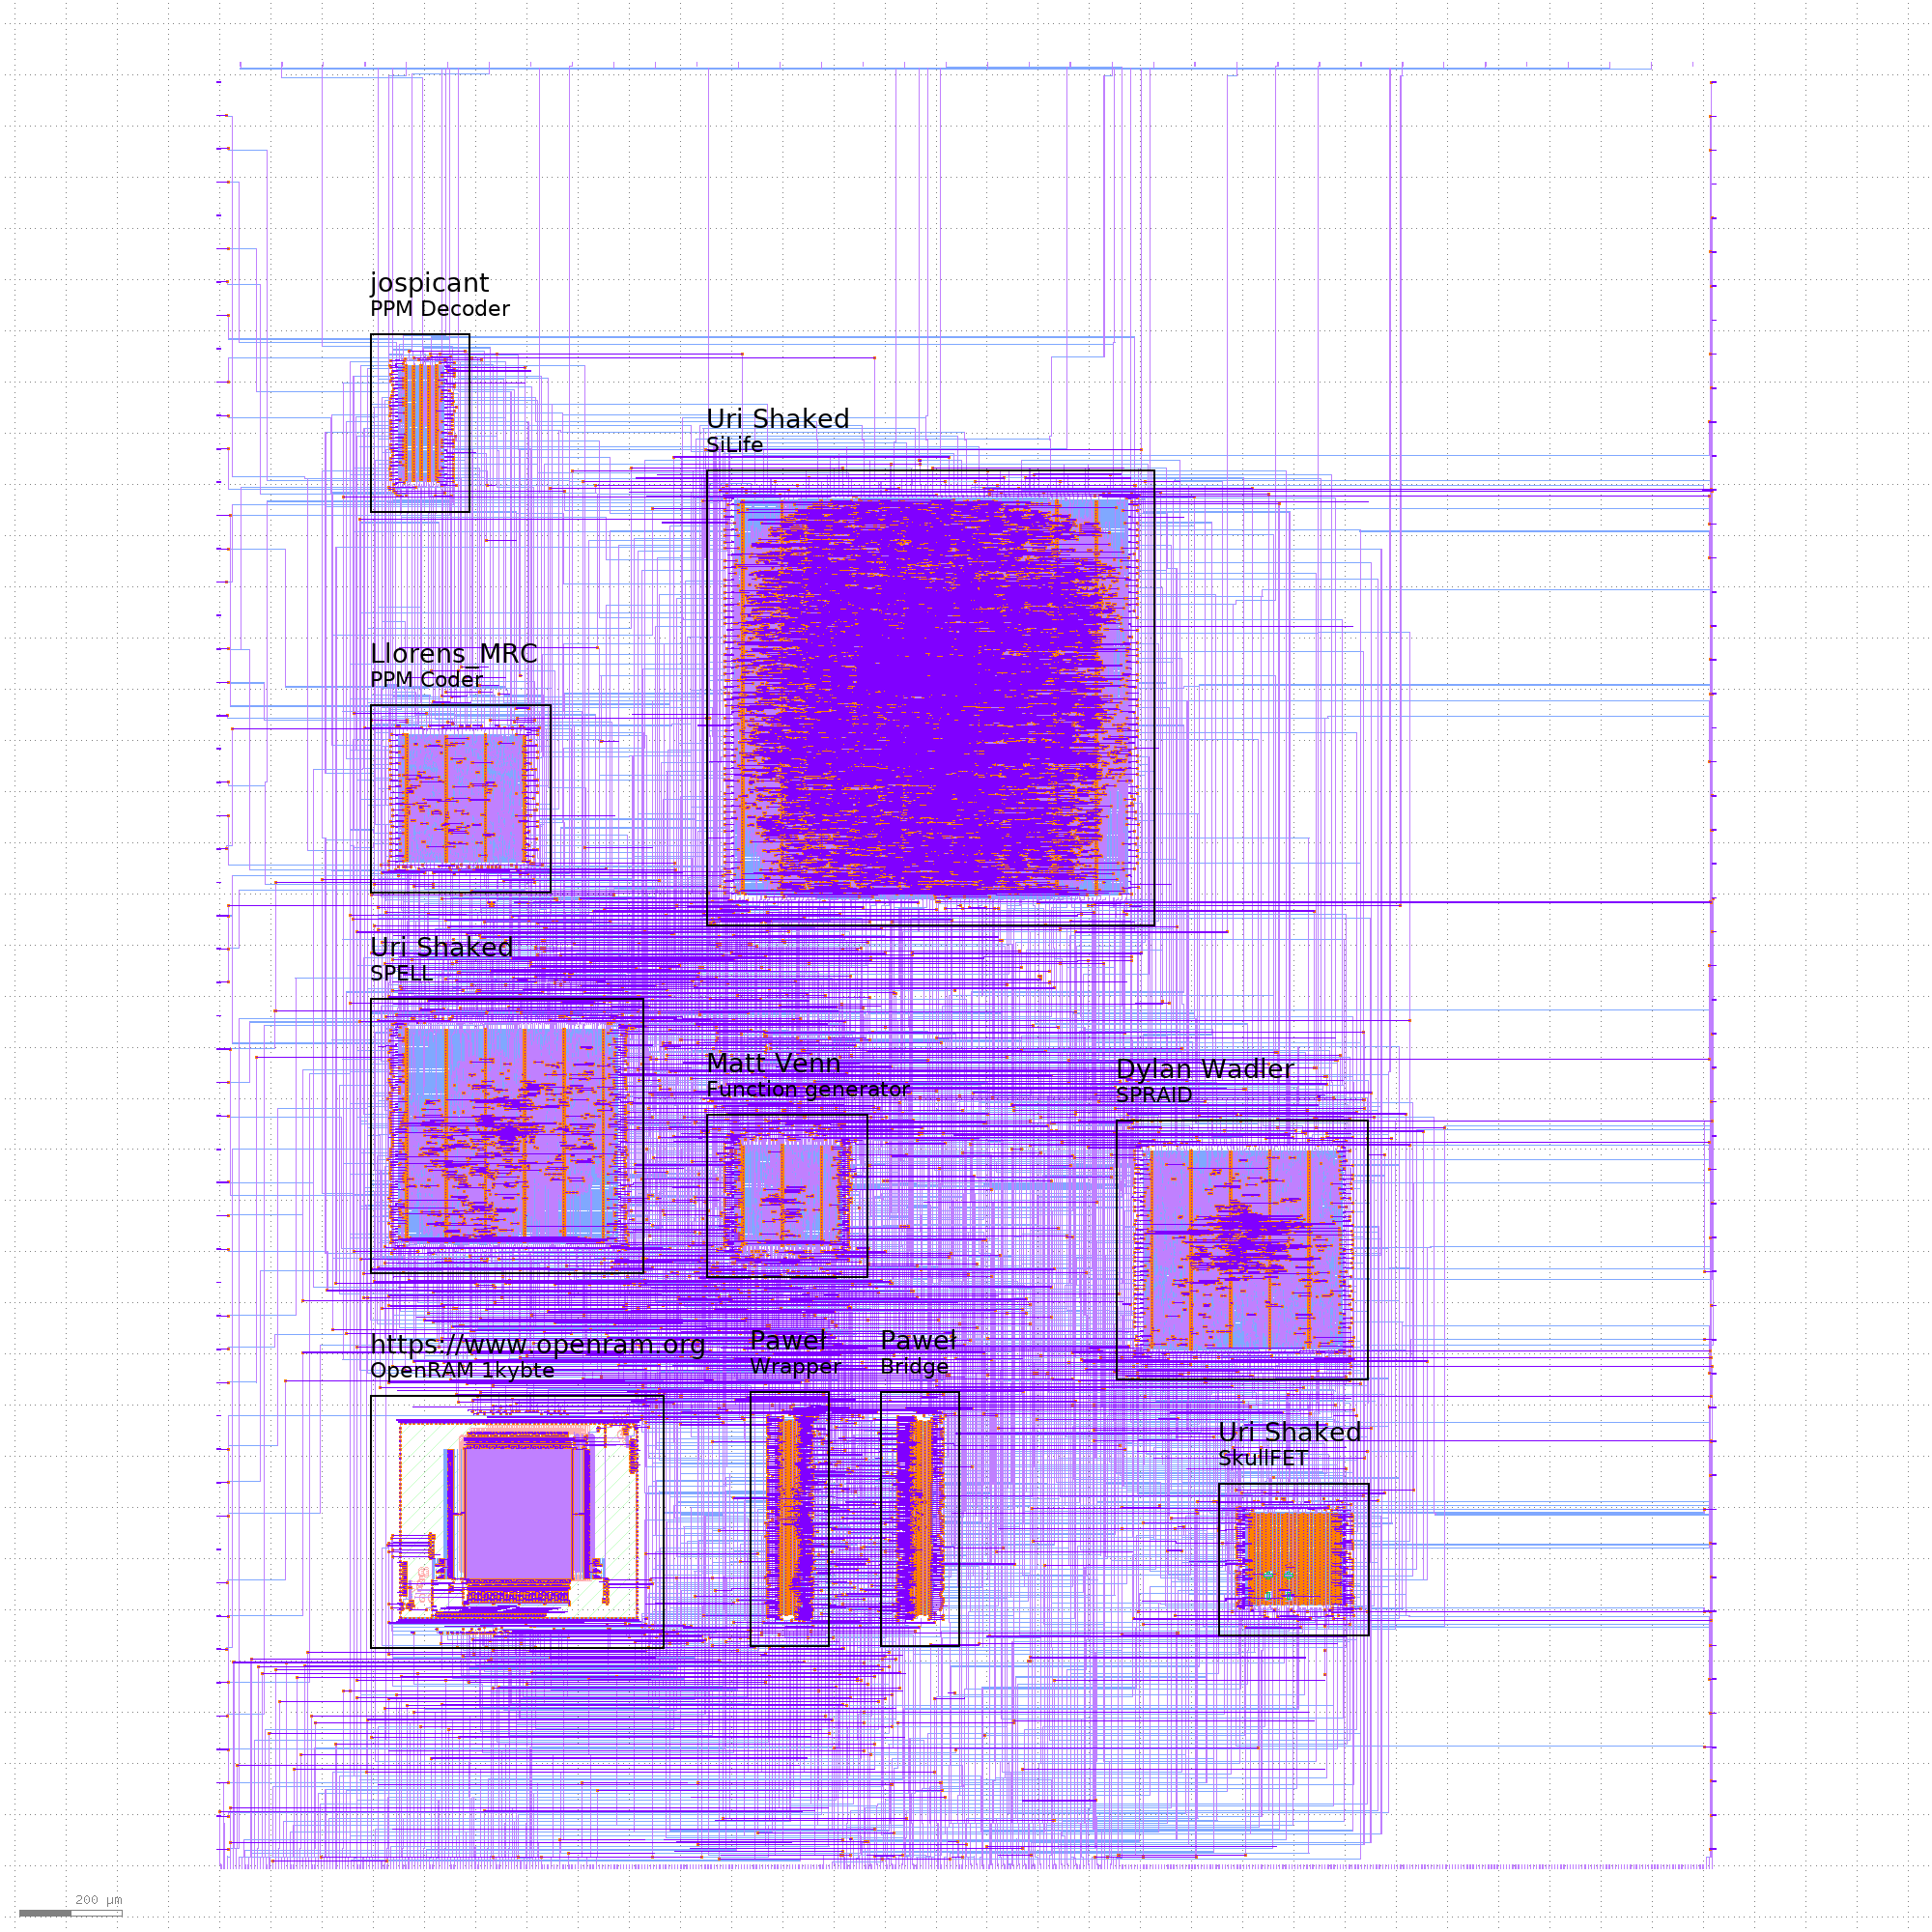 jospicant
PPM Decoder
Uri Shaked
SiLife
Llorens_MRC
PPM Coder
Uri Shaked
SPELL
Matt Venn
Function generator
Dylan Wadler
SPRAID
https://www.openram.org
OpenRAM 1kybte
Paweł
Wrapper
Paweł
Bridge
Uri Shaked
SkullFET
200 µm